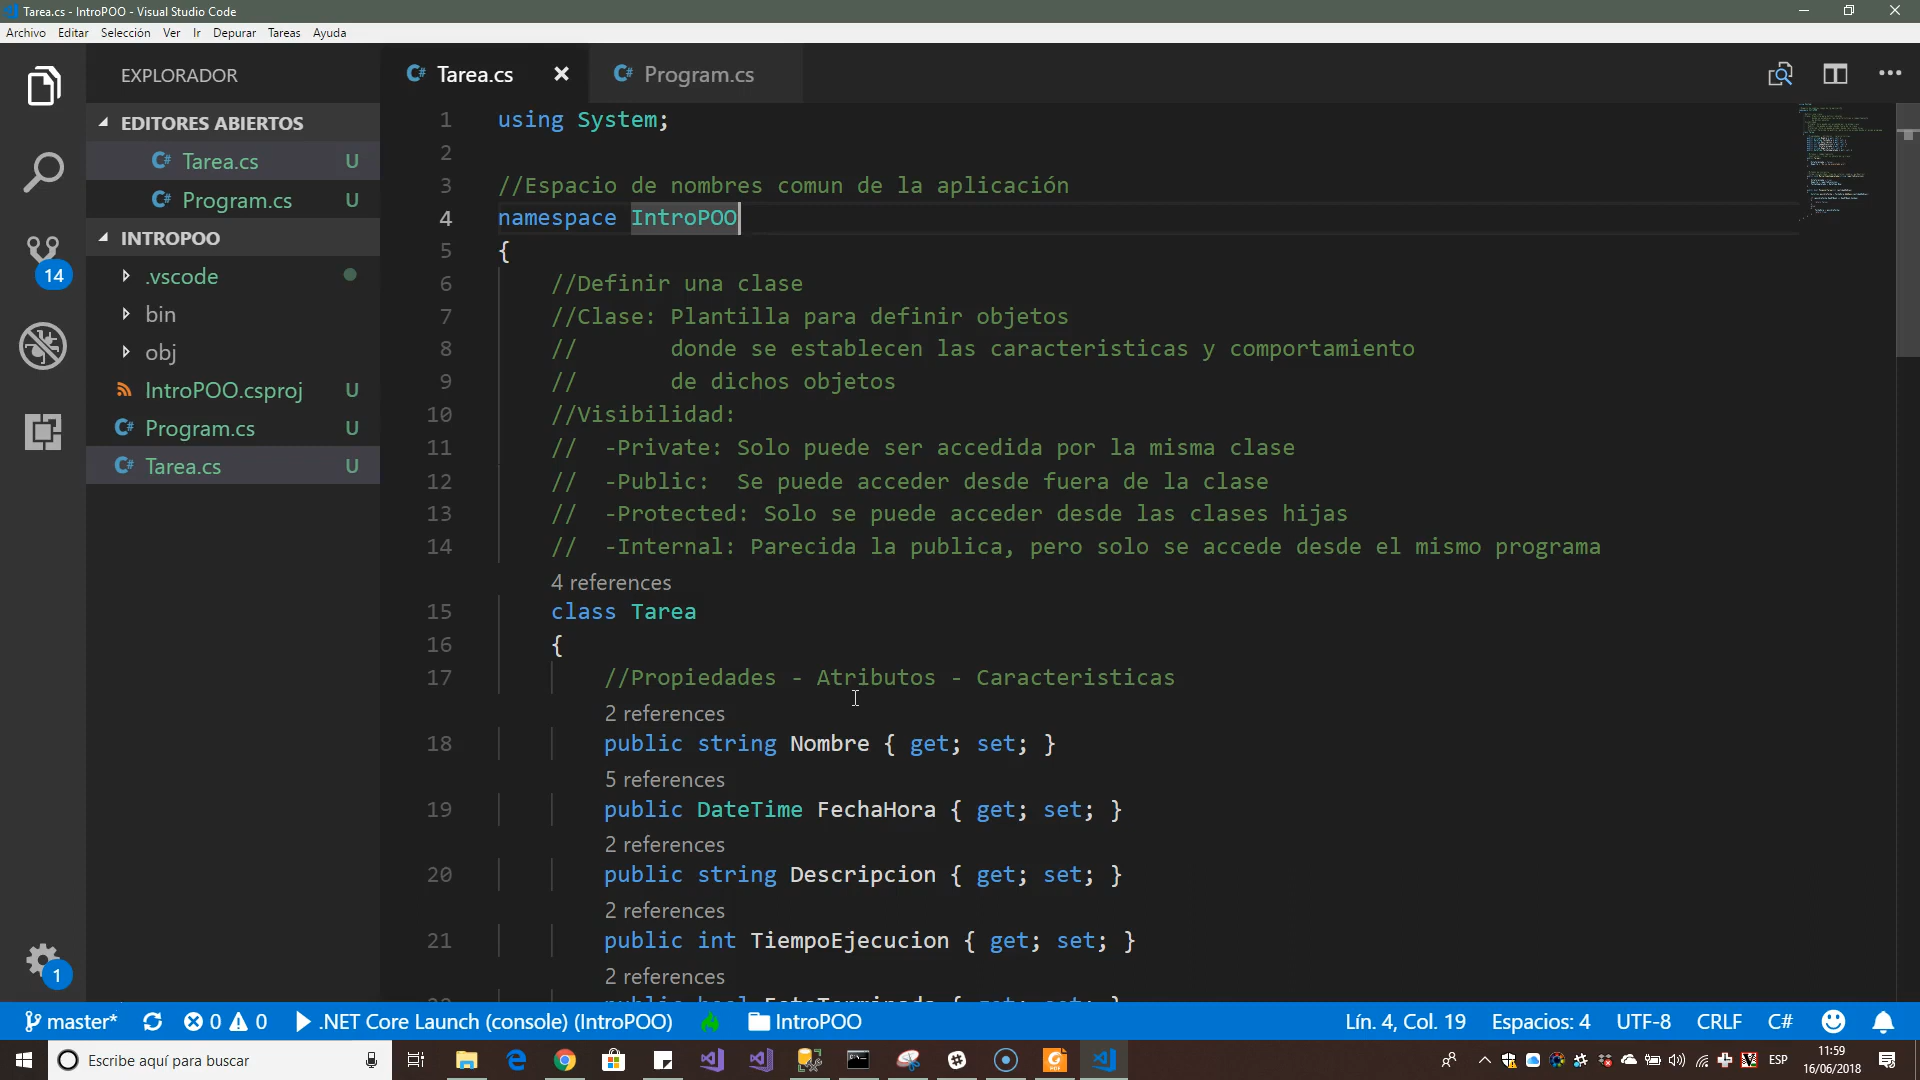 Tarea.cs - IntroPOO - Visual Studio Code
Archivo Editar Selección Ver Ir Depurar Tareas Ayuda
EXPLORADOR
EDITORES ABIERTOS
C# Tarea.cs U
C# Program.cs U
INTROPOO
.vscode
bin
obj
IntroPOO.csproj U
C# Program.cs U
C# Tarea.cs U
14
1
C# Tarea.cs
C# Program.cs
1 using System;
2
3 //Espacio de nombres comun de la aplicación
4 namespace IntroPOO
5 {
6 //Definir una clase
7 //Clase: Plantilla para definir objetos
8 // donde se establecen las caracteristicas y comportamiento
9 // de dichos objetos
10 //Visibilidad:
11 // -Private: Solo puede ser accedida por la misma clase
12 // -Public: Se puede acceder desde fuera de la clase
13 // -Protected: Solo se puede acceder desde las clases hijas
14 // -Internal: Parecida la publica, pero solo se accede desde el mismo programa
4 references
15 class Tarea
16 {
17 //Propiedades - Atributos - Caracteristicas
2 references
18 public string Nombre { get; set; }
5 references
19 public DateTime FechaHora { get; set; }
2 references
20 public string Descripcion { get; set; }
2 references
21 public int TiempoEjecucion { get; set; }
2 references
master* 0 0 .NET Core Launch (console) (IntroPOO) IntroPOO Lín. 4, Col. 19 Espacios: 4 UTF-8 CRLF C#
Escribe aquí para buscar
ESP
11:59
16/06/2018